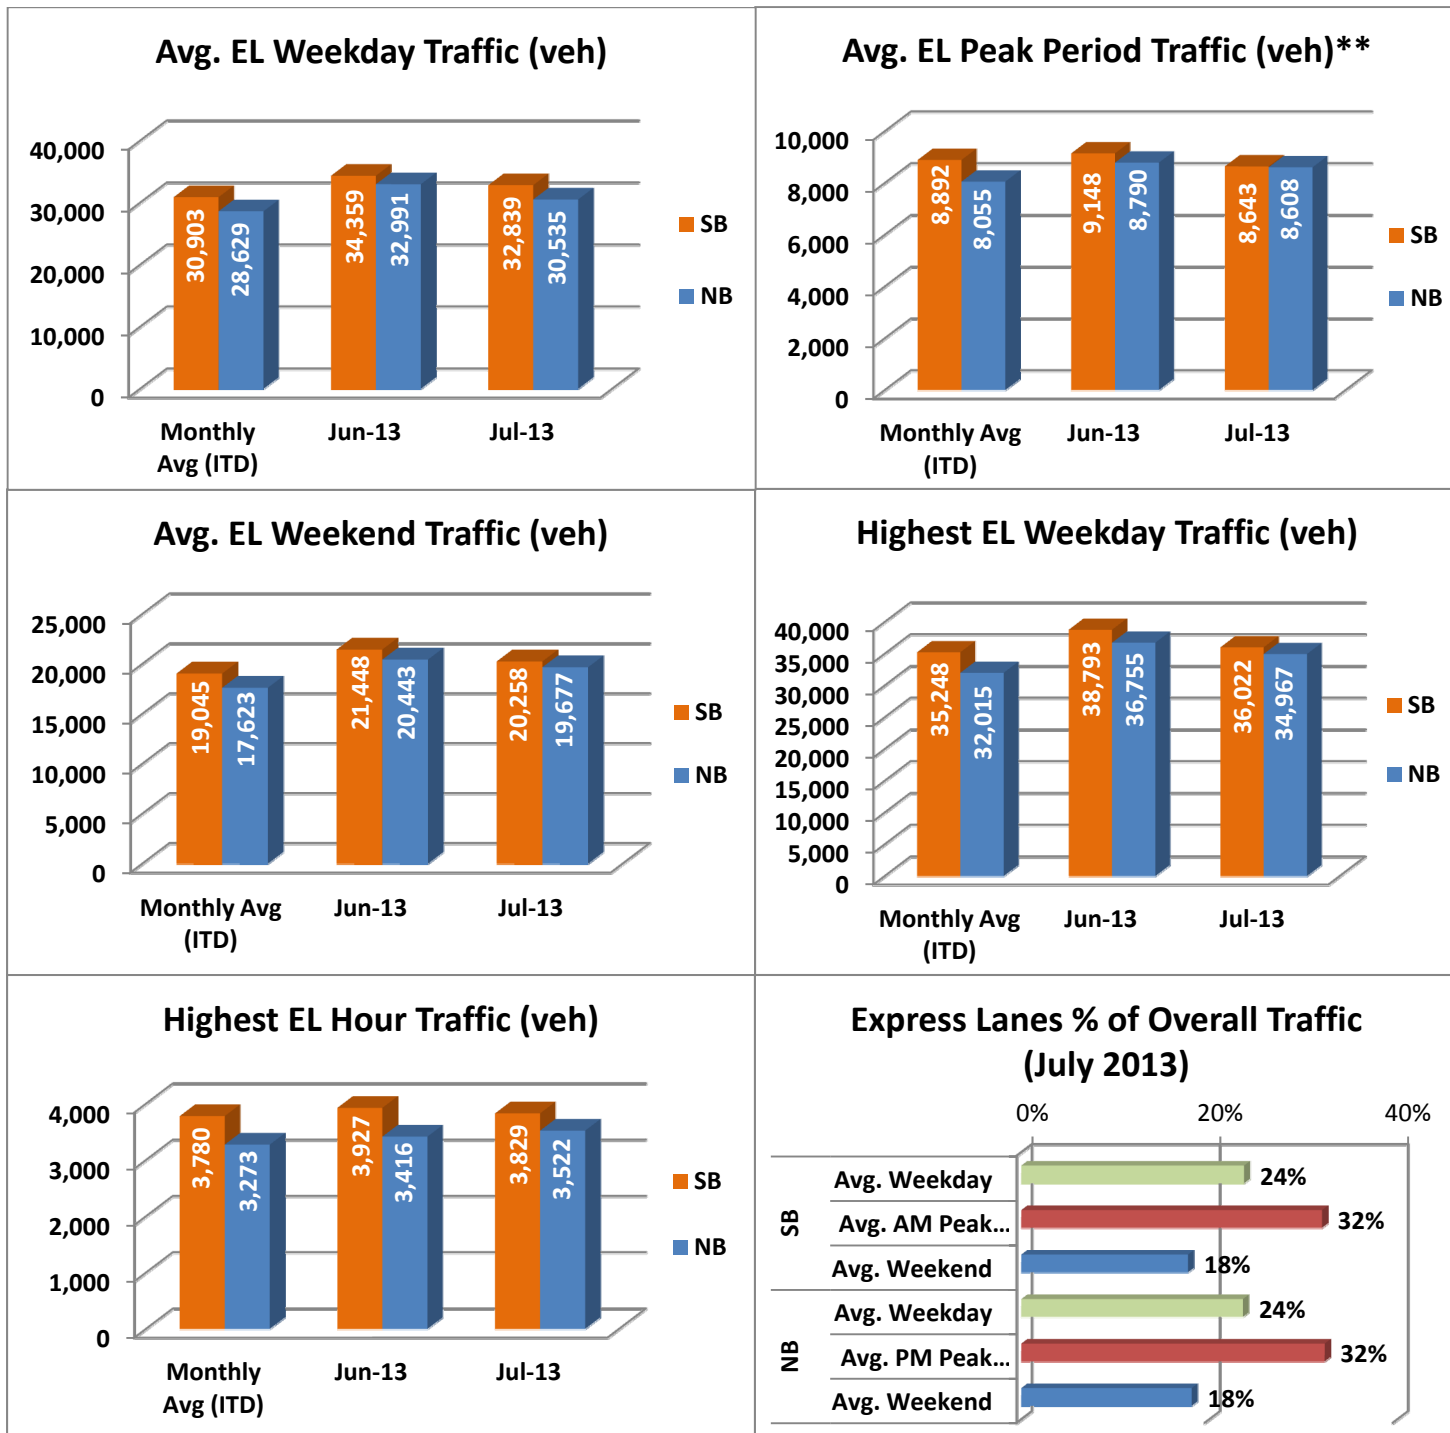 Avg. EL Weekday Traffic (veh)
40,000
30,000
20,000
10,000
0
30,903
28,629
34,359
32,991
32,839
30,535
SB
NB
Monthly
Avg (ITD)
Jun-13
Jul-13
Avg. EL Peak Period Traffic (veh)**
10,000
8,000
6,000
4,000
2,000
0
8,892
8,055
9,148
8,790
8,643
8,608
SB
NB
Monthly Avg
(ITD)
Jun-13
Jul-13
Avg. EL Weekend Traffic (veh)
25,000
20,000
15,000
10,000
5,000
0
19,045
17,623
21,448
20,443
20,258
19,677
SB
NB
Monthly Avg
(ITD)
Jun-13
Jul-13
Highest EL Weekday Traffic (veh)
40,000
35,000
30,000
25,000
20,000
15,000
10,000
5,000
0
35,248
32,015
38,793
36,755
36,022
34,967
SB
NB
Monthly Avg
(ITD)
Jun-13
Jul-13
Highest EL Hour Traffic (veh)
4,000
3,000
2,000
1,000
0
3,780
3,273
3,927
3,416
3,829
3,522
SB
NB
Monthly
Avg (ITD)
Jun-13
Jul-13
Express Lanes % of Overall Traffic
(July 2013)
0% 20% 40%
SB
Avg. Weekday 24%
Avg. AM Peak... 32%
Avg. Weekend 18%
NB
Avg. Weekday 24%
Avg. PM Peak... 32%
Avg. Weekend 18%